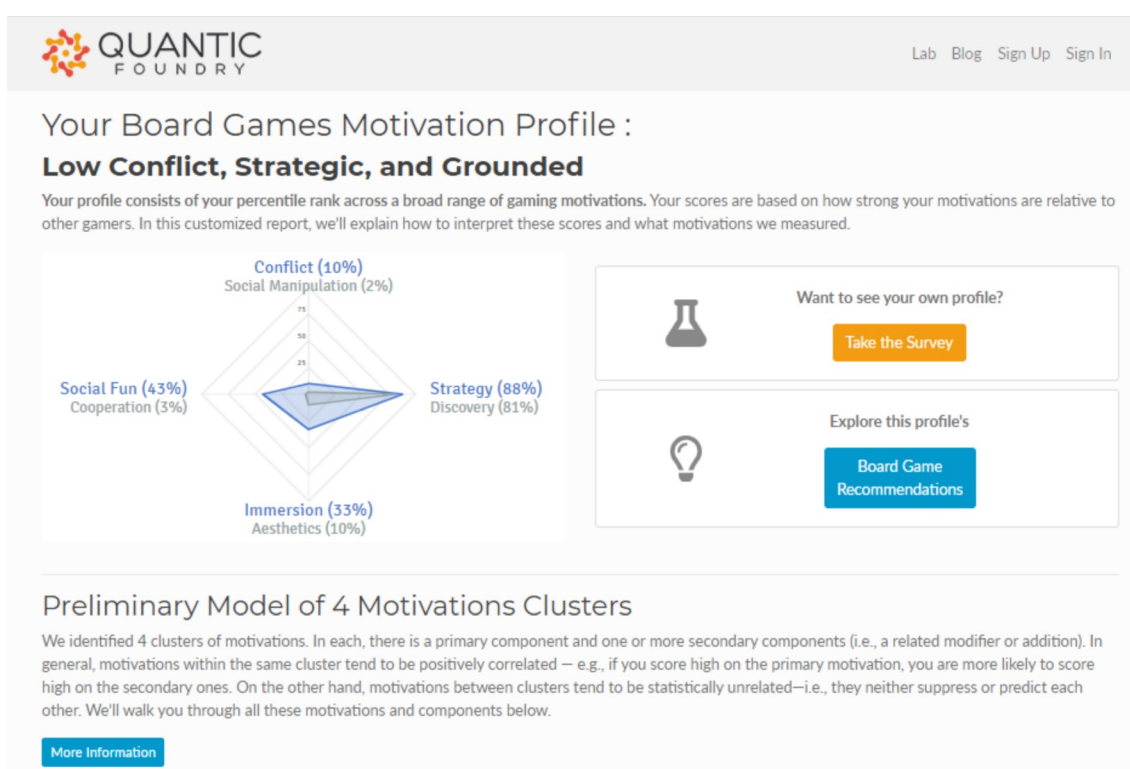 QUANTIC
FOUNDRY
Lab Blog Sign Up Sign In
Your Board Games Motivation Profile :
Low Conflict, Strategic, and Grounded
Your profile consists of your percentile rank across a broad range of gaming motivations. Your scores are based on how strong your motivations are relative to
other gamers. In this customized report, we'll explain how to interpret these scores and what motivations we measured.
Conflict (10%)
Social Manipulation (2%)
75
50
25
Social Fun (43%)
Cooperation (3%)
Strategy (88%)
Discovery (81%)
Immersion (33%)
Aesthetics (10%)
Want to see your own profile?
Take the Survey
Explore this profile's
Board Game
Recommendations
Preliminary Model of 4 Motivations Clusters
We identified 4 clusters of motivations. In each, there is a primary component and one or more secondary components (i.e., a related modifier or addition). In
general, motivations within the same cluster tend to be positively correlated — e.g., if you score high on the primary motivation, you are more likely to score
high on the secondary ones. On the other hand, motivations between clusters tend to be statistically unrelated—i.e., they neither suppress or predict each
other. We'll walk you through all these motivations and components below.
More Information